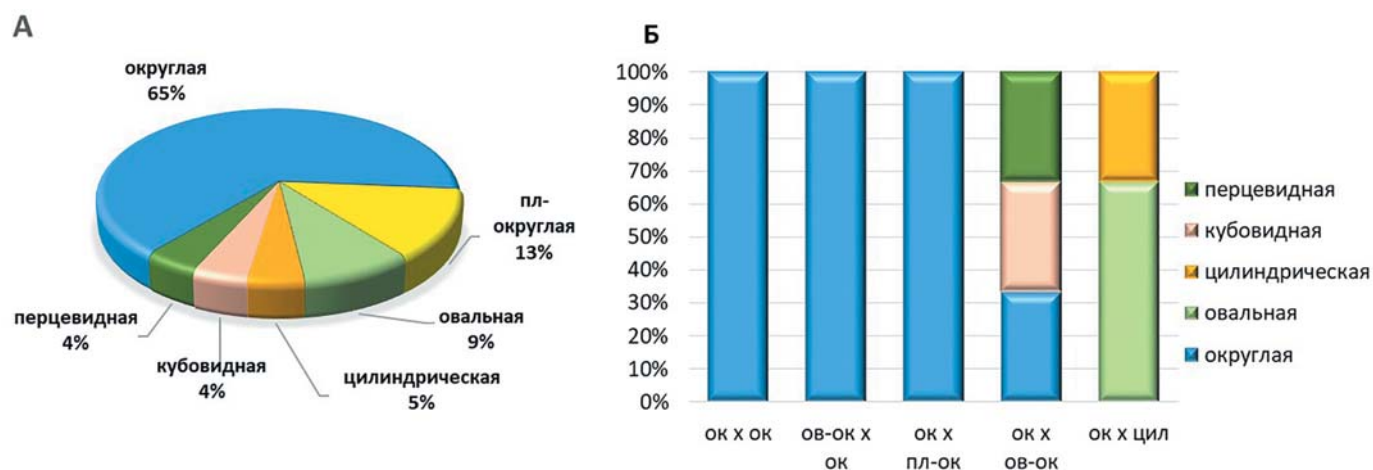 А
округлая
65%
пл-
округлая
13%
овальная
9%
цилиндрическая
5%
кубовидная
4%
перцевидная
4%
Б
100%
90%
80%
70%
60%
50%
40%
30%
20%
10%
0%
ок х ок
ов-ок х
ок
ок х
пл-ок
ок х
ов-ок
ок х цил
перцевидная
кубовидная
цилиндрическая
овальная
округлая